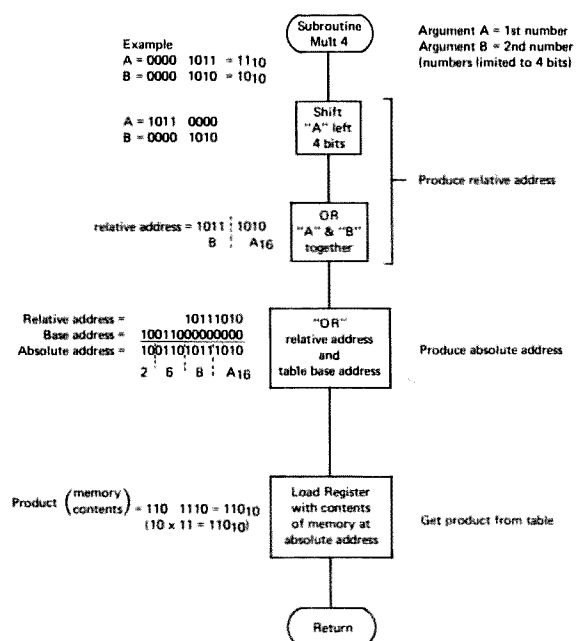 Subroutine
Mult 4
Argument A = 1st number
Argument B = 2nd number
(numbers limited to 4 bits)
Example
A = 0000 1011 = 11₁₀
B = 0000 1010 = 10₁₀
A = 1011 0000
B = 0000 1010
Shift
"A" left
4 bits
Produce relative address
relative address = 1011 1010
B A₁₆
OR
"A" & "B"
together
Relative address = 10111010
Base address = 10011000000000
Absolute address = 10011010111010
2 6 B A₁₆
"OR"
relative address
and
table base address
Produce absolute address
Product (memory contents) = 110 1110 = 110₁₀
(10 x 11 = 110₁₀)
Load Register
with contents
of memory at
absolute address
Get product from table
Return